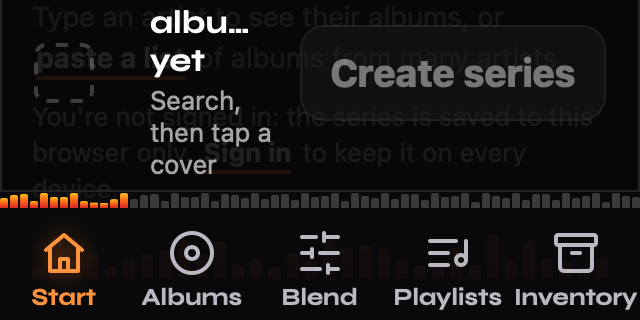 Type an artist to see their albums, or
paste a list of albums from many artists.
You're not signed in: the series is saved to this
browser only. Sign in to keep it on every
device.
albu...
yet
Search,
then tap a
cover
Create series
Start Albums Blend Playlists Inventory